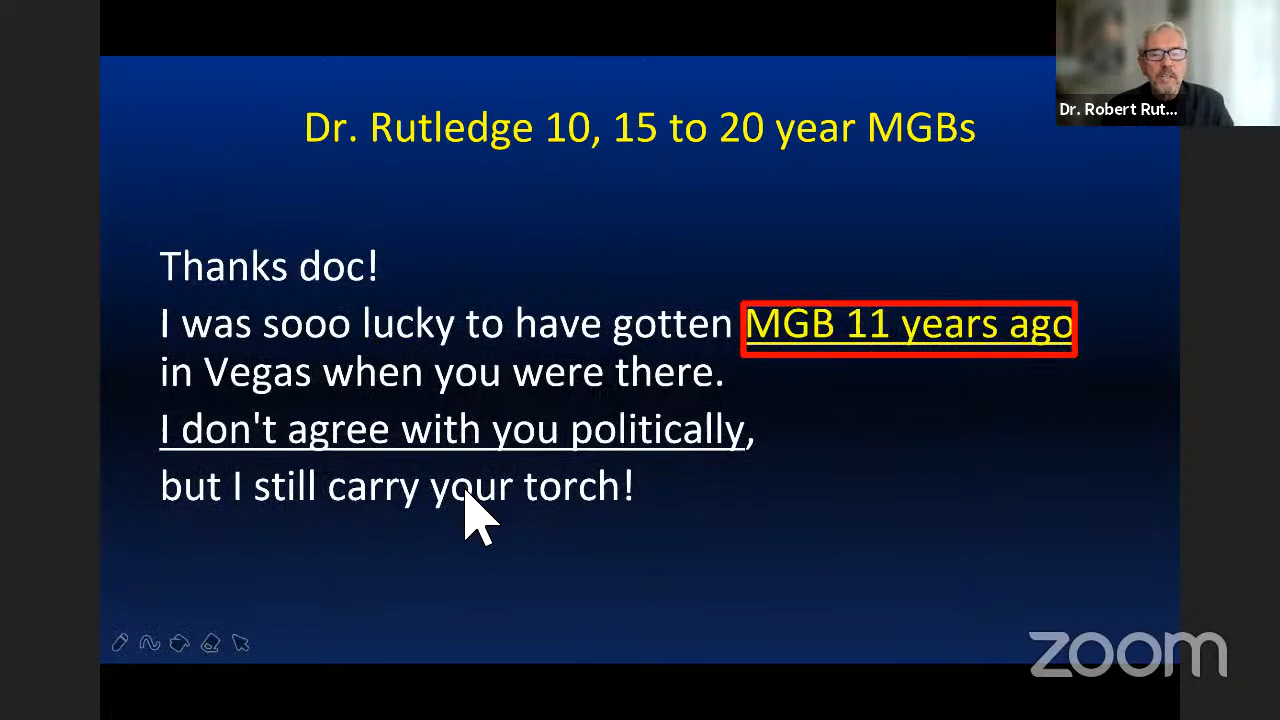 Dr. Robert Rut...
Dr. Rutledge 10, 15 to 20 year MGBs
Thanks doc!
I was sooo lucky to have gotten MGB 11 years ago
in Vegas when you were there.
I don't agree with you politically,
but I still carry your torch!
zoom